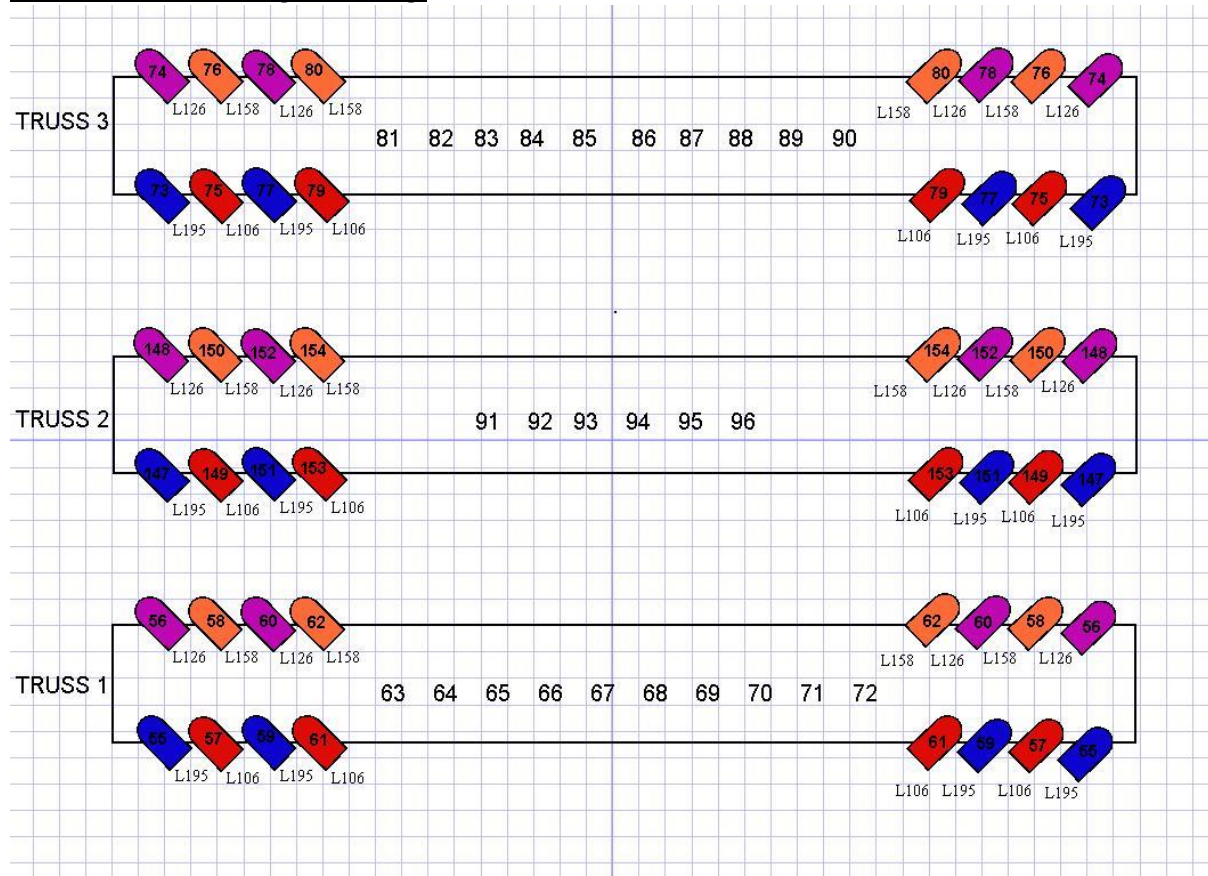 74 76 78 80 80 78 76 74
L126 L158 L126 L158 L158 L126 L158 L126
TRUSS 3
81 82 83 84 85 86 87 88 89 90
73 75 77 79 79 77 75 73
L195 L106 L195 L106 L106 L195 L106 L195
148 150 152 154 154 152 150 148
L126 L158 L126 L158 L158 L126 L158 L126
TRUSS 2
91 92 93 94 95 96
147 149 151 153 153 151 149 147
L195 L106 L195 L106 L106 L195 L106 L195
56 58 60 62 62 60 58 56
L126 L158 L126 L158 L158 L126 L158 L126
TRUSS 1
63 64 65 66 67 68 69 70 71 72
55 57 59 61 61 59 57 55
L195 L106 L195 L106 L106 L195 L106 L195